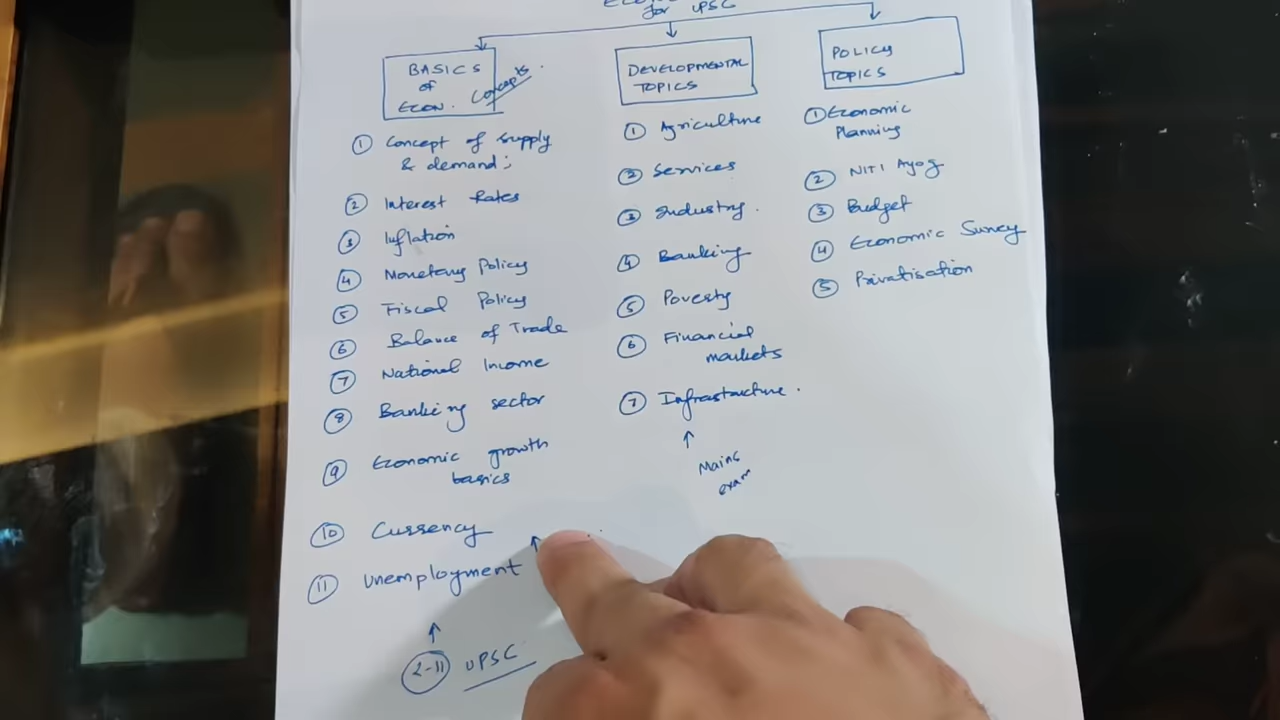 for UPSC
BASICS
of
ECON. Concepts.
① Concept of supply
& demand;
② Interest Rates
③ Inflation
④ Monetary Policy
⑤ Fiscal Policy
⑥ Balance of Trade
⑦ National Income
⑧ Banking sector
⑨ Economic growth
basics
⑩ Currency
⑪ Unemployment
↑
2-11 UPSC
DEVELOPMENTAL
TOPICS
① Agriculture
② Services
③ Industry.
④ Banking
⑤ Poverty
⑥ Financial
markets
⑦ Infrastructure.
↑
Mains
exam
POLICY
TOPICS
① Economic
Planning
② NITI Ayog
③ Budget
④ Economic Survey
⑤ Privatisation